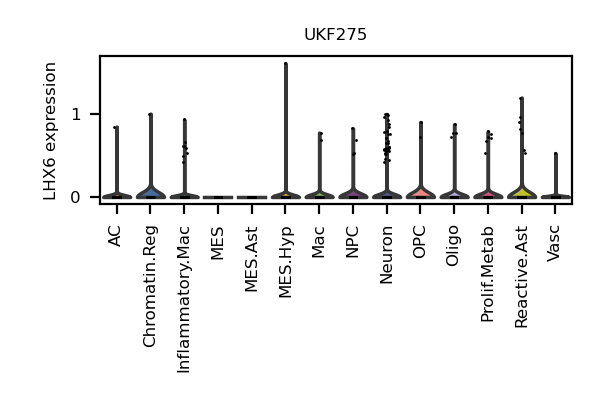 UKF275
LHX6 expression
1
0
AC
Chromatin.Reg
Inflammatory.Mac
MES
MES.Ast
MES.Hyp
Mac
NPC
Neuron
OPC
Oligo
Prolif.Metab
Reactive.Ast
Vasc